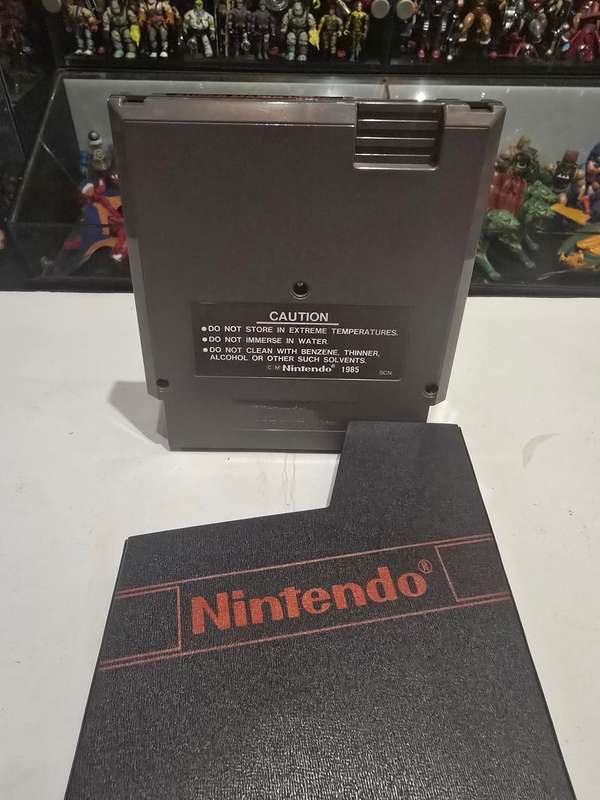 CAUTION
●DO NOT STORE IN EXTREME TEMPERATURES.
●DO NOT IMMERSE IN WATER.
●DO NOT CLEAN WITH BENZENE, THINNER,
ALCOHOL OR OTHER SUCH SOLVENTS.
© M Nintendo® 1985
SCN
Nintendo®